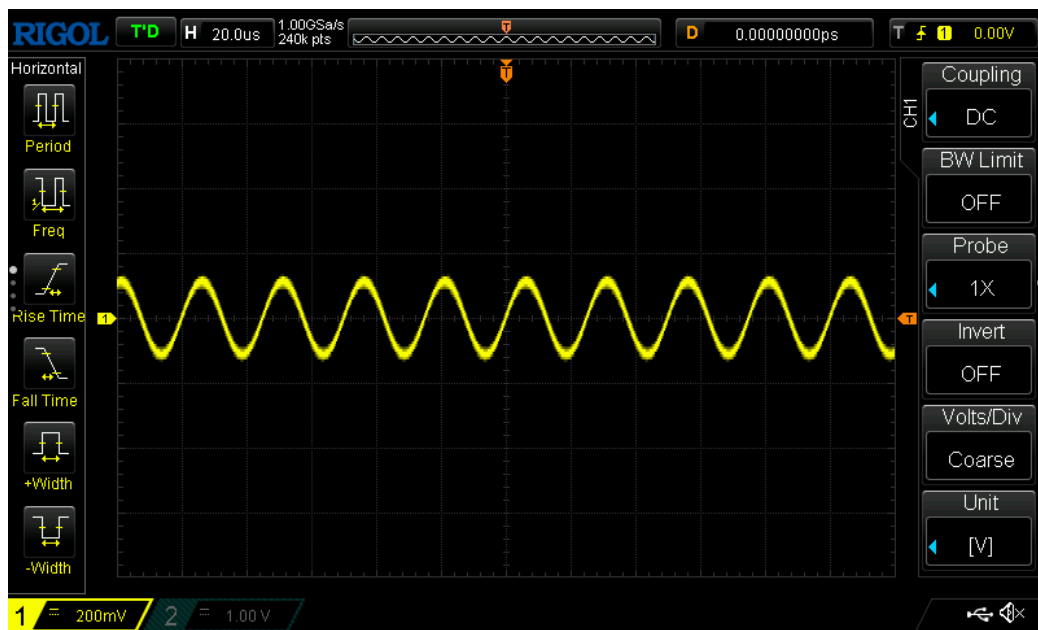 RIGOL T'D H 20.0us 1.00GSa/s 240k pts T D 0.00000000ps T 1 0.00V
Horizontal
T
Period
1/
Freq
Rise Time
Fall Time
+Width
-Width
1
T
CH1
Coupling
DC
BW Limit
OFF
Probe
1X
Invert
OFF
Volts/Div
Coarse
Unit
[V]
1 200mV 2 1.00 V